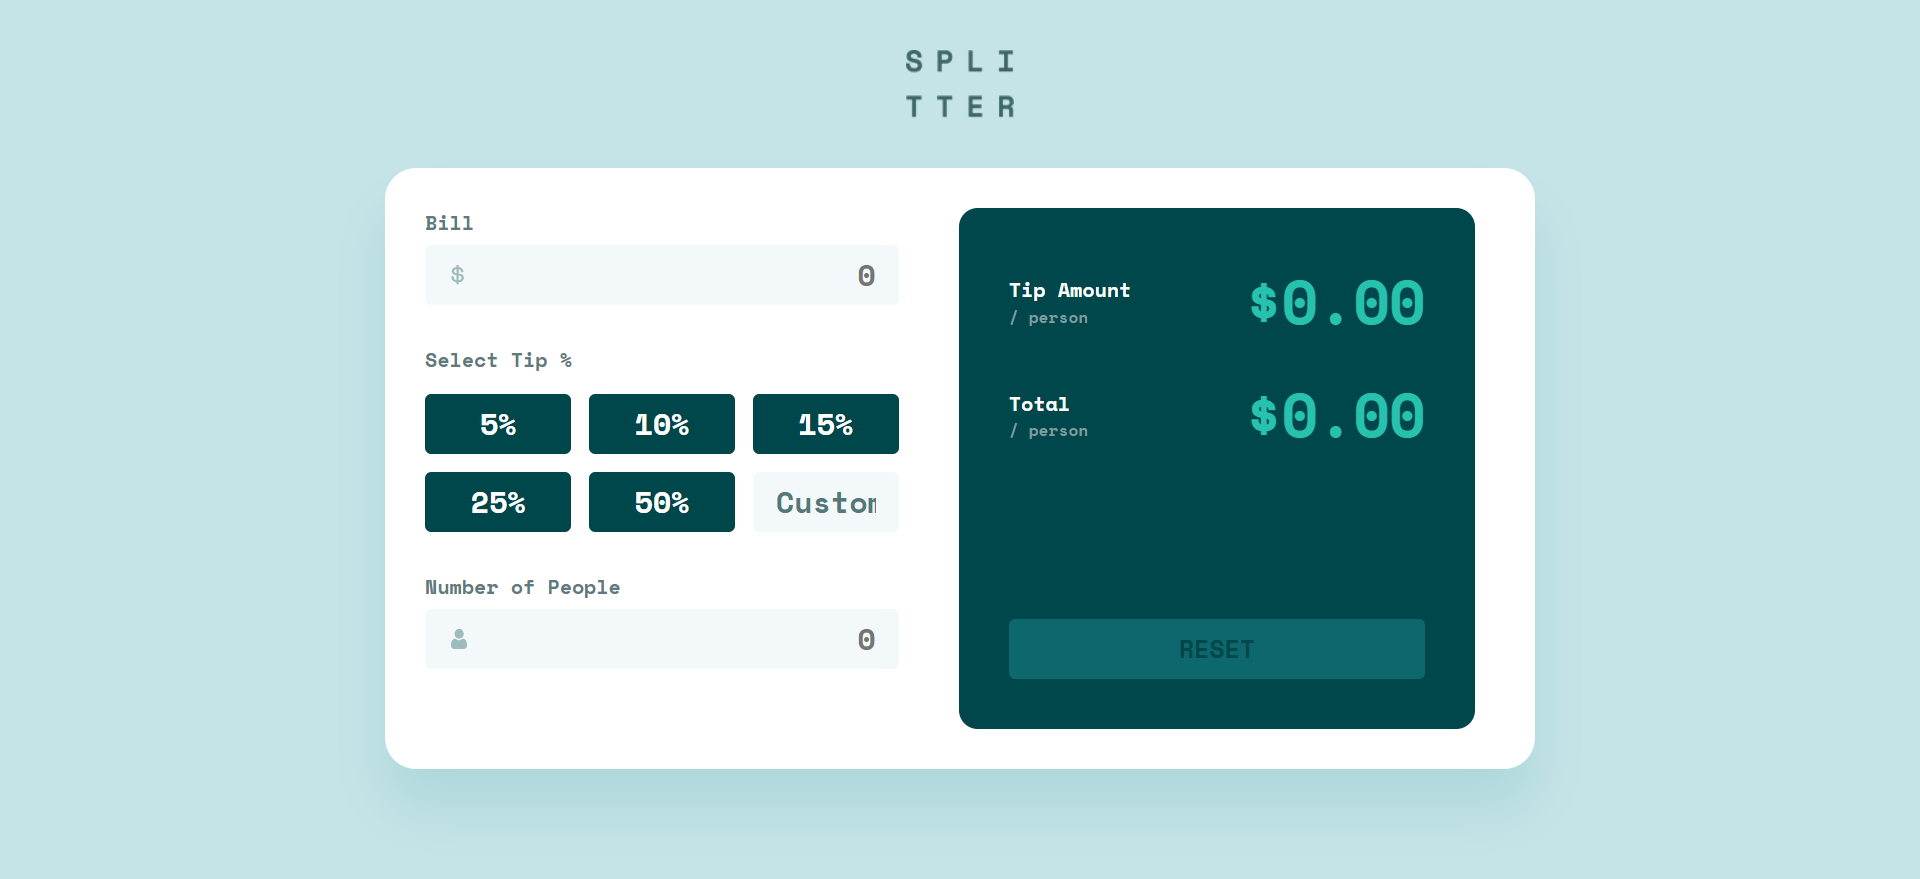 SPLI
TTER
Bill
$ 0
Select Tip %
5% 10% 15%
25% 50% Custom
Number of People
0
Tip Amount
/ person
$0.00
Total
/ person
$0.00
RESET